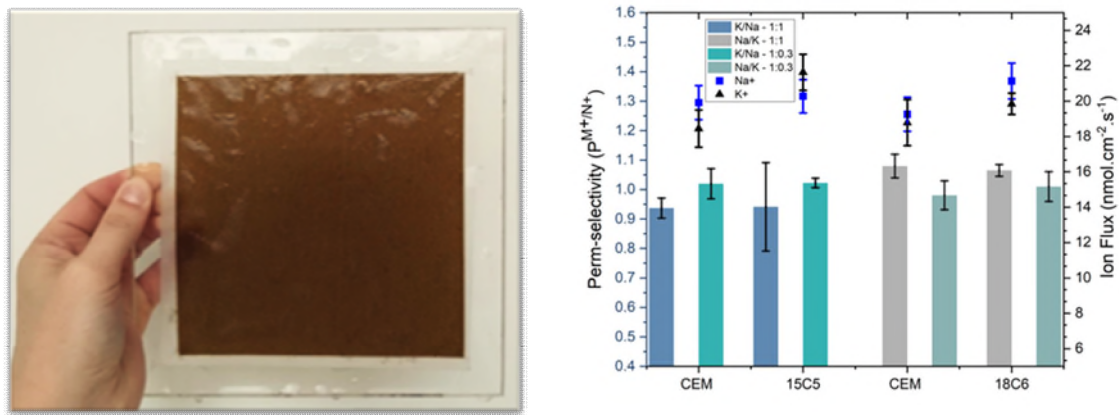 Perm-selectivity (P^M+/N+)
1.6
1.5
1.4
1.3
1.2
1.1
1.0
0.9
0.8
0.7
0.6
0.5
0.4
K/Na - 1:1
Na/K - 1:1
K/Na - 1:0.3
Na/K - 1:0.3
Na+
K+
24
22
20
18
16
14
12
10
8
6
Ion Flux (nmol.cm-2.s-1)
CEM 15C5 CEM 18C6